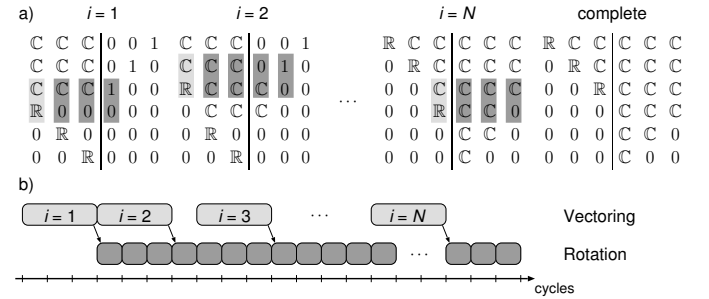 a) i = 1 i = 2 i = N complete
ℂ ℂ ℂ 0 0 1 ℂ ℂ ℂ 0 0 1 ℝ ℂ ℂ ℂ ℂ ℂ ℝ ℂ ℂ ℂ ℂ ℂ
ℂ ℂ ℂ 0 1 0 ℂ ℂ ℂ 0 1 0 0 ℝ ℂ ℂ ℂ ℂ 0 ℝ ℂ ℂ ℂ ℂ
ℂ ℂ ℂ 1 0 0 ℝ ℂ ℂ ℂ 0 0 0 0 ℂ ℂ ℂ ℂ 0 0 ℝ ℂ ℂ ℂ
ℝ 0 0 0 0 0 0 ℂ ℂ ℂ 0 0 ··· 0 0 ℝ ℂ ℂ 0 0 0 0 ℂ ℂ ℂ
0 ℝ 0 0 0 0 0 ℝ 0 0 0 0 0 0 0 ℂ ℂ 0 0 0 0 ℂ ℂ 0
0 0 ℝ 0 0 0 0 0 ℝ 0 0 0 0 0 0 ℂ 0 0 0 0 0 ℂ 0 0
b)
i = 1 i = 2 i = 3 ··· i = N Vectoring
··· Rotation
cycles